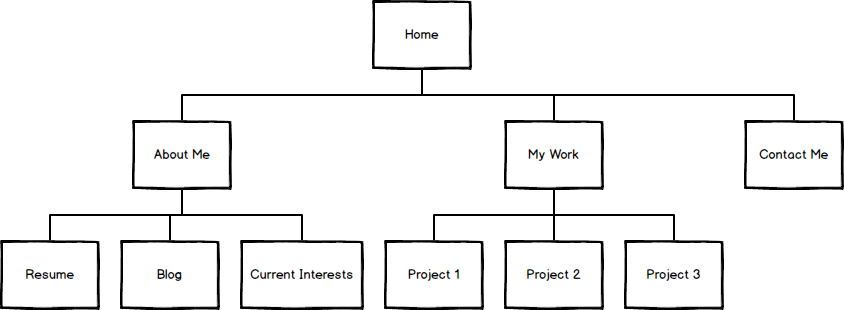 Home
About Me
My Work
Contact Me
Resume
Blog
Current Interests
Project 1
Project 2
Project 3